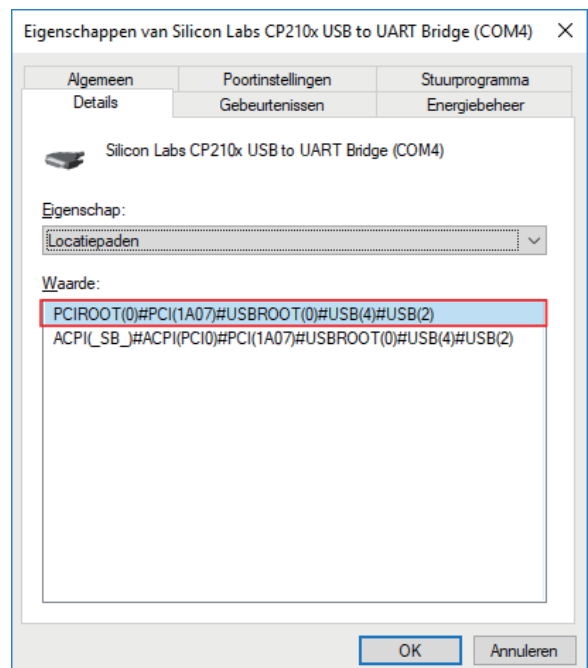 Eigenschappen van Silicon Labs CP210x USB to UART Bridge (COM4)
Algemeen Poortinstellingen Stuurprogramma
Details Gebeurtenissen Energiebeheer
Silicon Labs CP210x USB to UART Bridge (COM4)
Eigenschap:
Locatiepaden
Waarde:
PCIROOT(0)#PCI(1A07)#USBROOT(0)#USB(4)#USB(2)
ACPI(_SB_)#ACPI(PCI0)#PCI(1A07)#USBROOT(0)#USB(4)#USB(2)
OK Annuleren